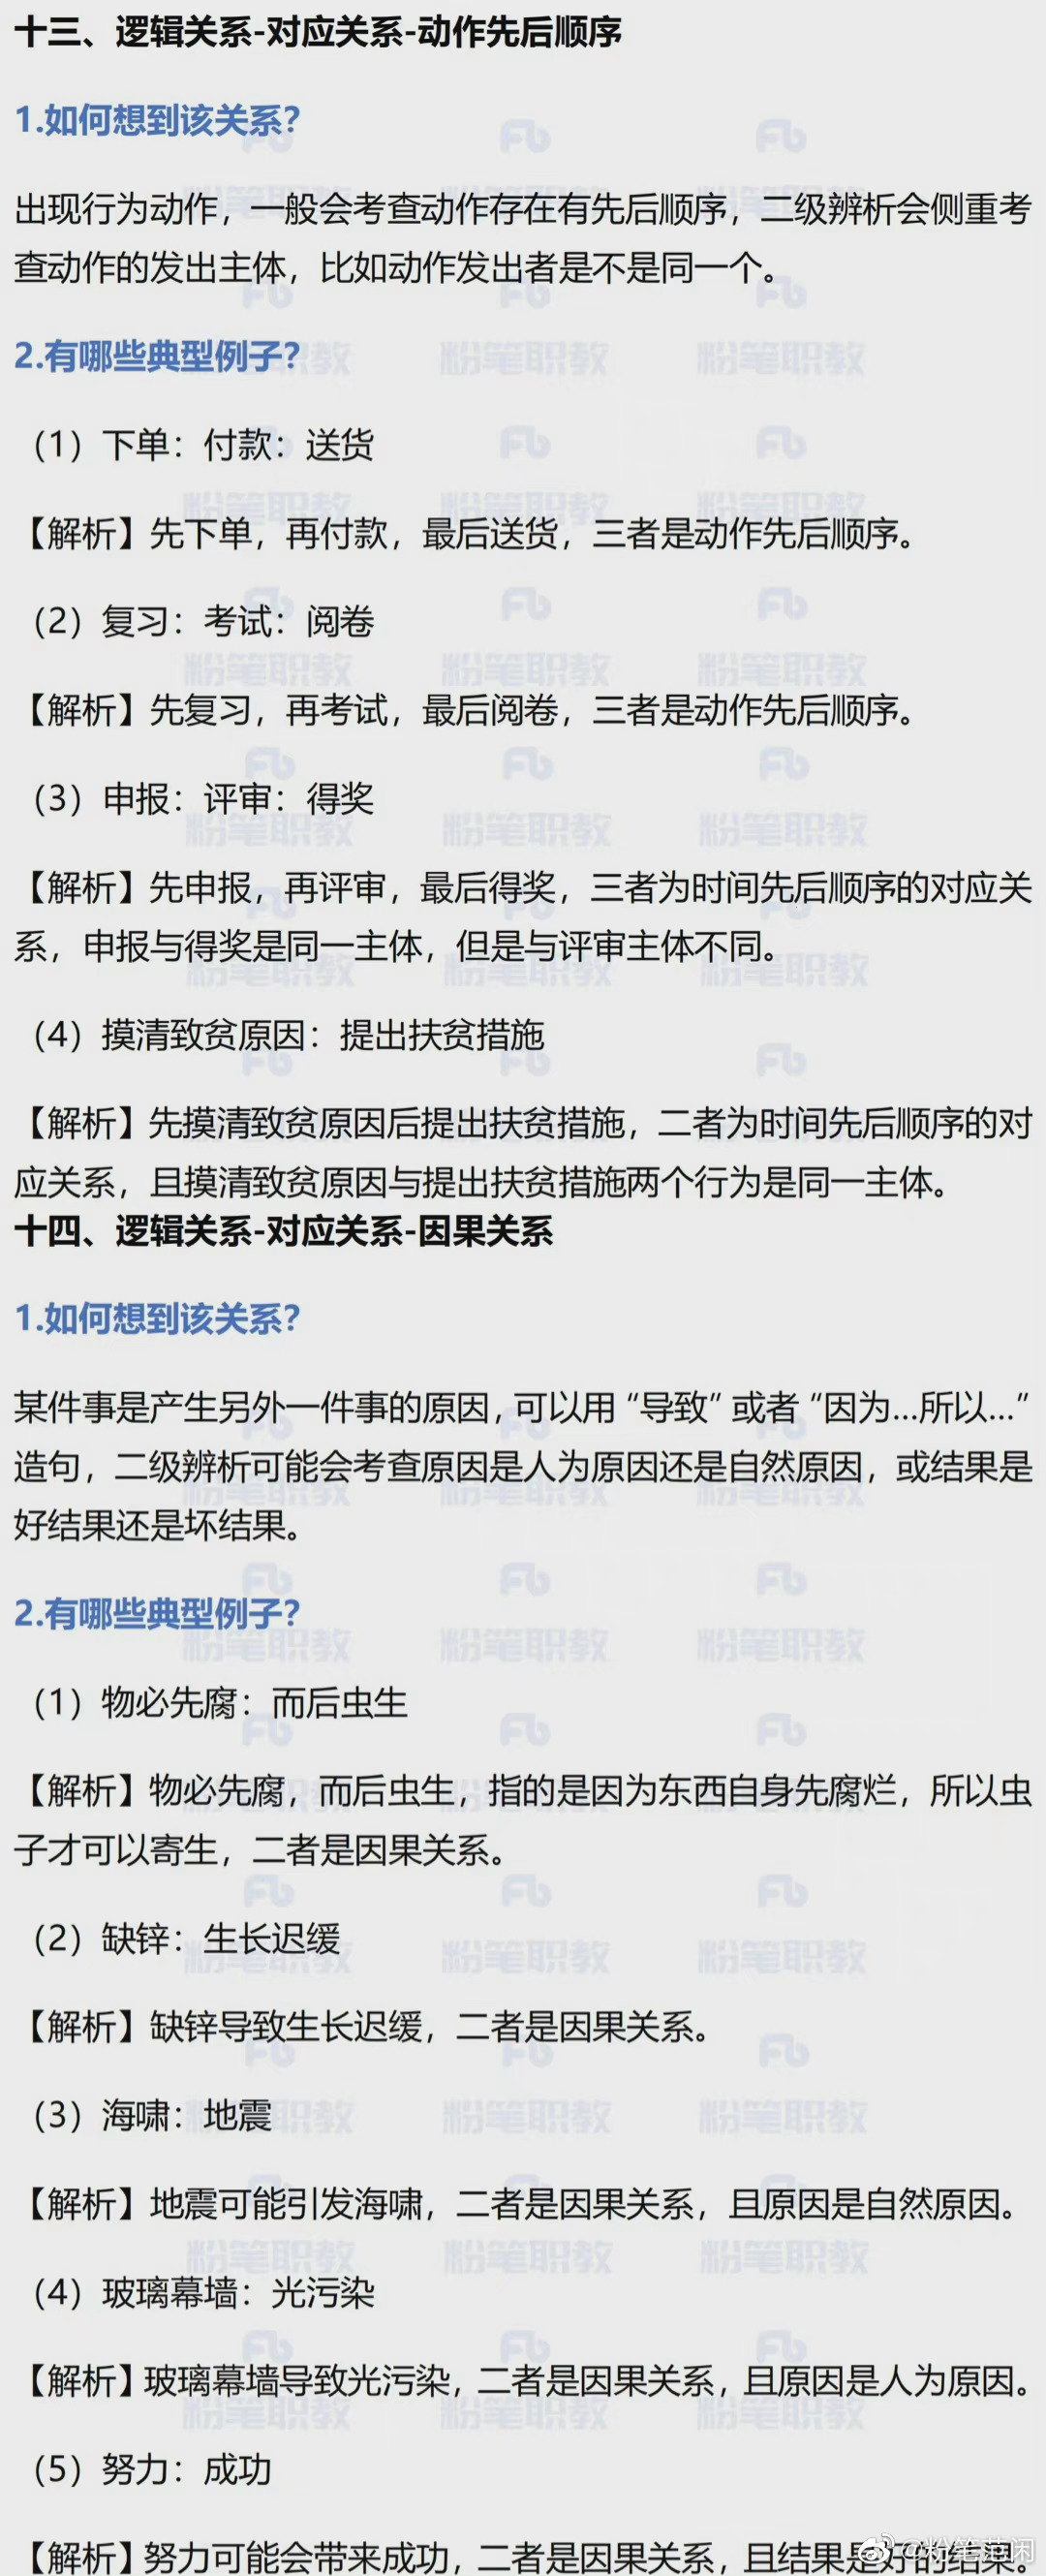 十三、逻辑关系-对应关系-动作先后顺序
1.如何想到该关系？
出现行为动作，一般会考查动作存在有先后顺序，二级辨析会侧重考
查动作的发出主体，比如动作发出者是不是同一个。
2.有哪些典型例子？
（1）下单：付款：送货
【解析】先下单，再付款，最后送货，三者是动作先后顺序。
（2）复习：考试：阅卷
【解析】先复习，再考试，最后阅卷，三者是动作先后顺序。
（3）申报：评审：得奖
【解析】先申报，再评审，最后得奖，三者为时间先后顺序的对应关
系，申报与得奖是同一主体，但是与评审主体不同。
（4）摸清致贫原因：提出扶贫措施
【解析】先摸清致贫原因后提出扶贫措施，二者为时间先后顺序的对
应关系，且摸清致贫原因与提出扶贫措施两个行为是同一主体。
十四、逻辑关系-对应关系-因果关系
1.如何想到该关系？
某件事是产生另外一件事的原因，可以用“导致”或者“因为...所以...”
造句，二级辨析可能会考查原因是人为原因还是自然原因，或结果是
好结果还是坏结果。
2.有哪些典型例子？
（1）物必先腐：而后虫生
【解析】物必先腐，而后虫生，指的是因为东西自身先腐烂，所以虫
子才可以寄生，二者是因果关系。
（2）缺锌：生长迟缓
【解析】缺锌导致生长迟缓，二者是因果关系。
（3）海啸：地震
【解析】地震可能引发海啸，二者是因果关系，且原因是自然原因。
（4）玻璃幕墙：光污染
【解析】玻璃幕墙导致光污染，二者是因果关系，且原因是人为原因。
（5）努力：成功
【解析】努力可能会带来成功，二者是因果关系，且结果是好的结果。
@粉笔范闲